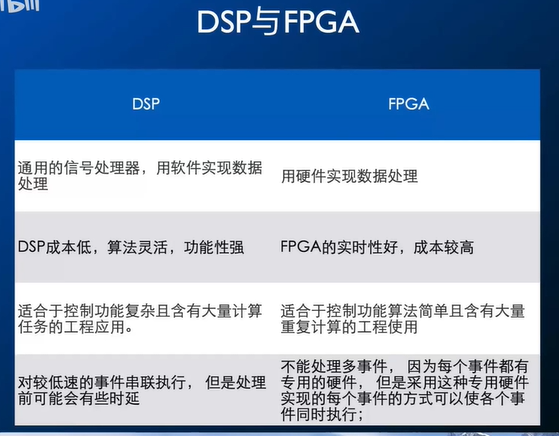 DSP与FPGA
DSP
FPGA
通用的信号处理器，用软件实现数据
处理
用硬件实现数据处理
DSP成本低，算法灵活，功能性强
FPGA的实时性好，成本较高
适合于控制功能复杂且含有大量计算
任务的工程应用。
适合于控制功能算法简单且含有大量
重复计算的工程使用
对较低速的事件串联执行， 但是处理
前可能会有些时延
不能处理多事件， 因为每个事件都有
专用的硬件， 但是采用这种专用硬件
实现的每个事件的方式可以使各个事
件同时执行；